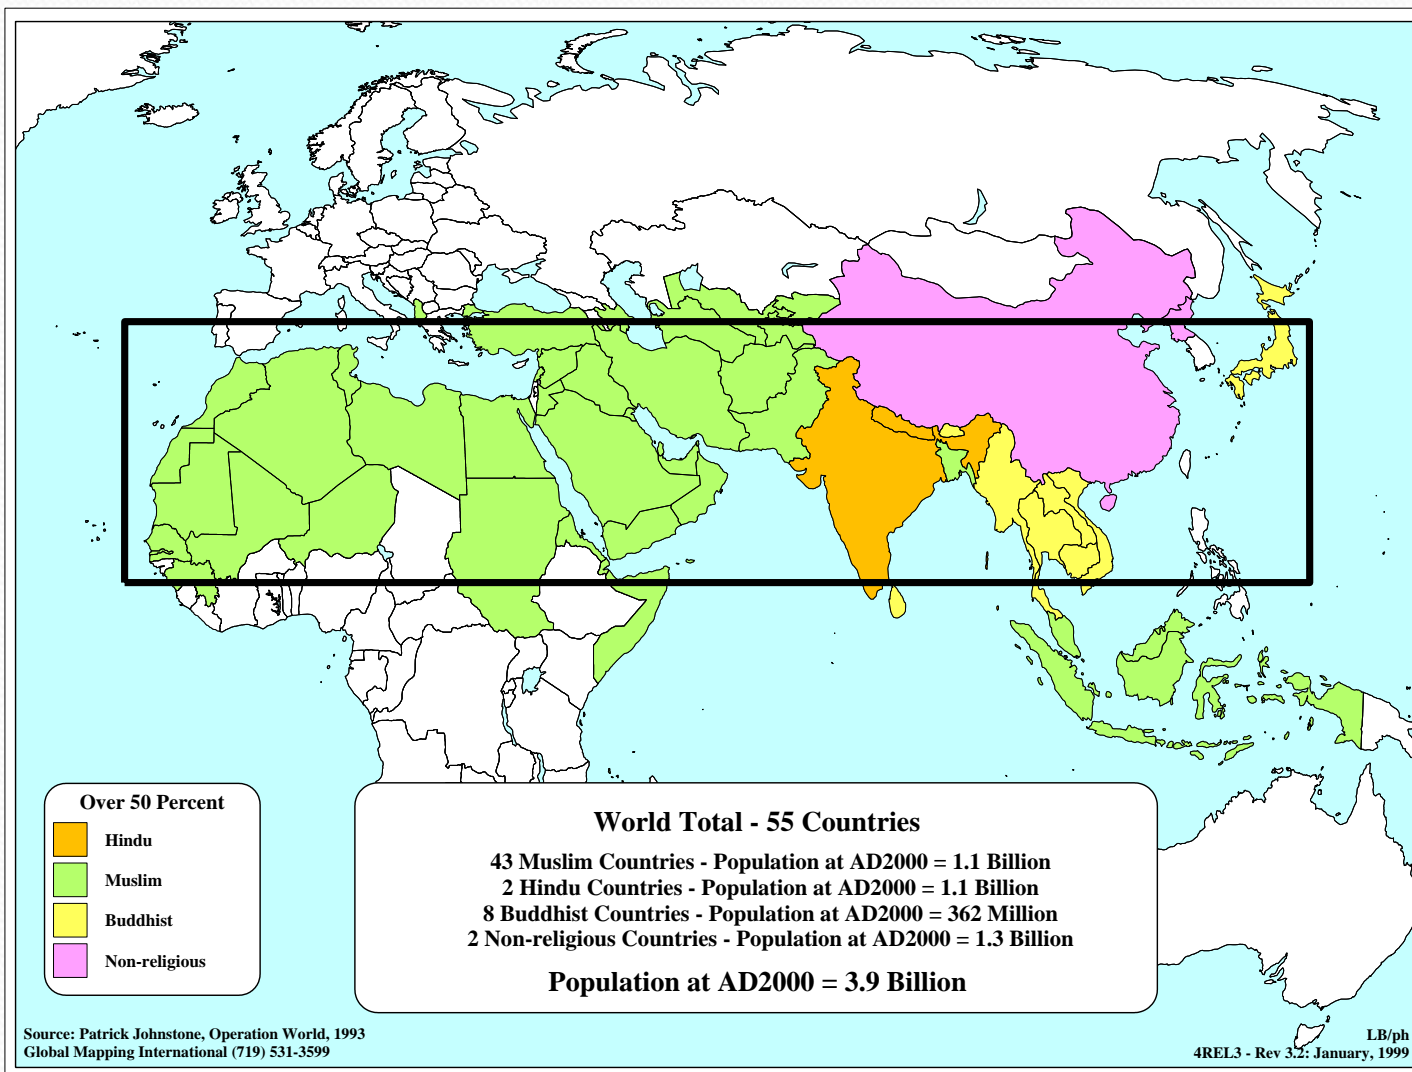 Over 50 Percent
Hindu
Muslim
Buddhist
Non-religious
World Total - 55 Countries
43 Muslim Countries - Population at AD2000 = 1.1 Billion
2 Hindu Countries - Population at AD2000 = 1.1 Billion
8 Buddhist Countries - Population at AD2000 = 362 Million
2 Non-religious Countries - Population at AD2000 = 1.3 Billion
Population at AD2000 = 3.9 Billion
Source: Patrick Johnstone, Operation World, 1993
Global Mapping International (719) 531-3599
LB/ph
4REL3 - Rev 3.2: January, 1999